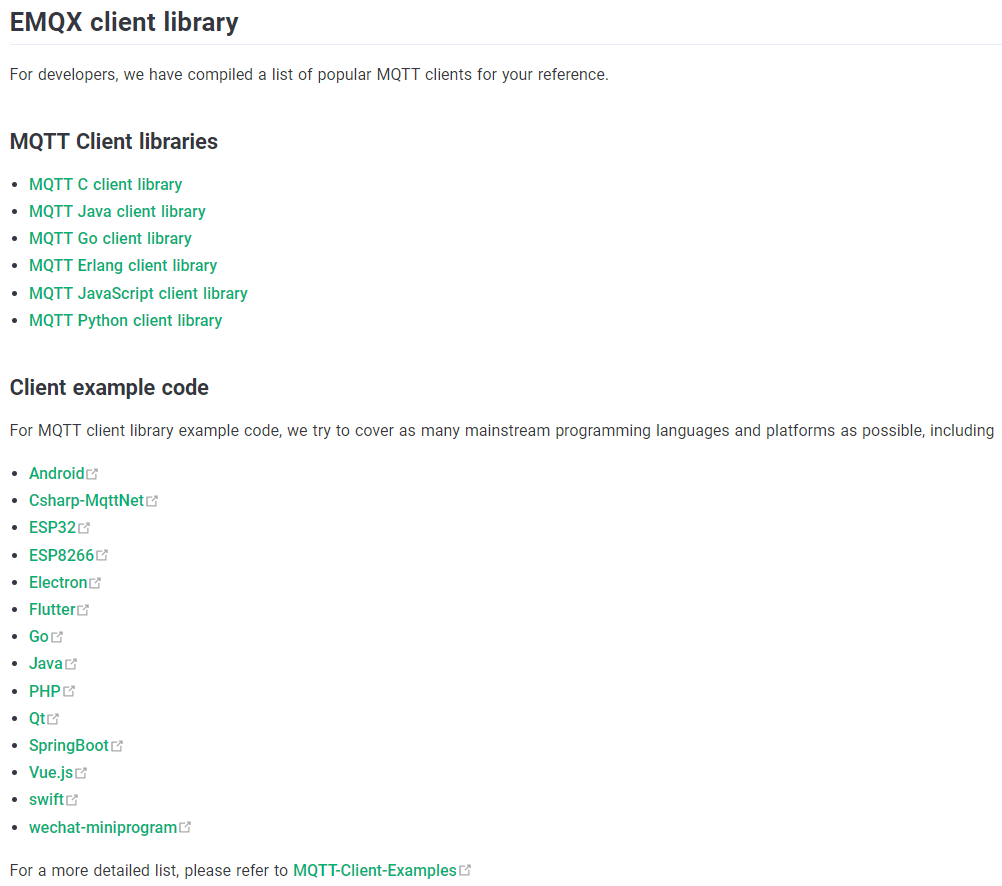 EMQX client library
For developers, we have compiled a list of popular MQTT clients for your reference.
MQTT Client libraries
MQTT C client library
MQTT Java client library
MQTT Go client library
MQTT Erlang client library
MQTT JavaScript client library
MQTT Python client library
Client example code
For MQTT client library example code, we try to cover as many mainstream programming languages and platforms as possible, including
Android
Csharp-MqttNet
ESP32
ESP8266
Electron
Flutter
Go
Java
PHP
Qt
SpringBoot
Vue.js
swift
wechat-miniprogram
For a more detailed list, please refer to MQTT-Client-Examples